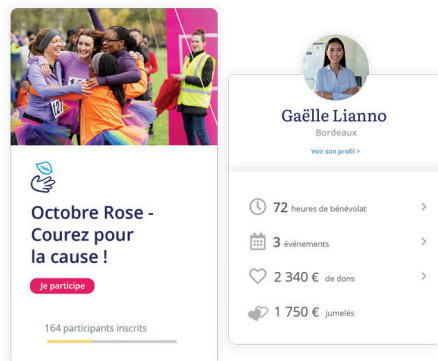 Octobre Rose -
Courez pour
la cause !
Je participe
164 participants inscrits
Gaëlle Lianno
Bordeaux
Voir son profil >
72 heures de bénévolat
3 événements
2 340 € de dons
1 750 € jumelés